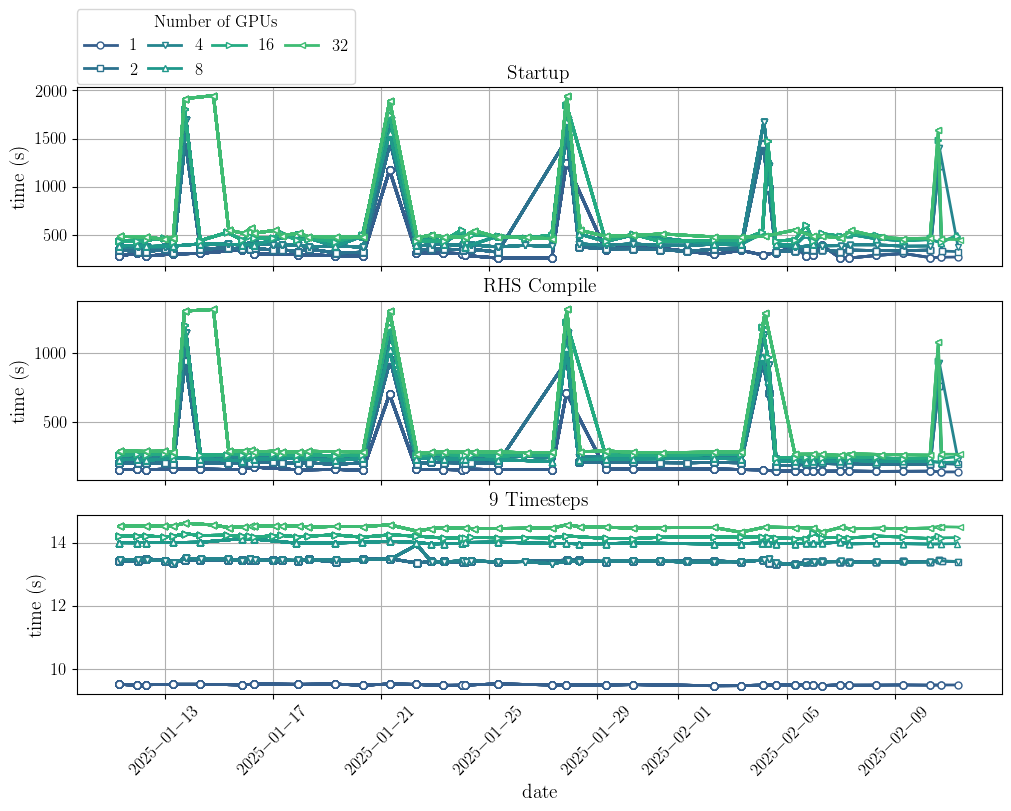 Number of GPUs
1 4 16 32
2 8
Startup
2000
1500
1000
500
time (s)
RHS Compile
1000
500
time (s)
9 Timesteps
14
12
10
time (s)
2025−01−13 2025−01−17 2025−01−21 2025−01−25 2025−01−29 2025−02−01 2025−02−05 2025−02−09
date